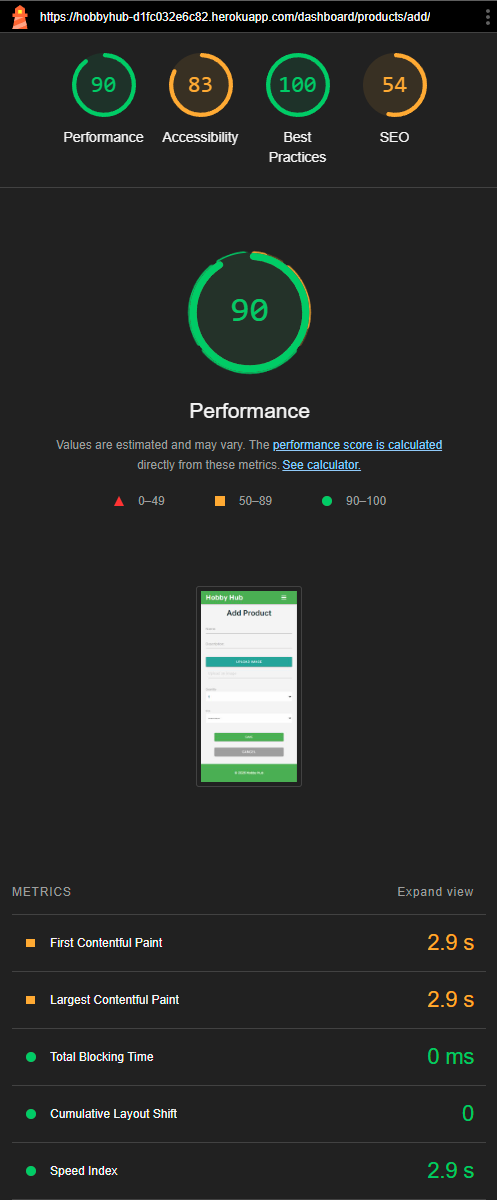 https://hobbyhub-d1fc032e6c82.herokuapp.com/dashboard/products/add/
90
83
100
54
Performance
Accessibility
Best
Practices
SEO
90
Performance
Values are estimated and may vary. The performance score is calculated
directly from these metrics. See calculator.
0–49
50–89
90–100
Hobby Hub
Add Product
UPLOAD IMAGE
CANCEL
METRICS
Expand view
First Contentful Paint
2.9 s
Largest Contentful Paint
2.9 s
Total Blocking Time
0 ms
Cumulative Layout Shift
0
Speed Index
2.9 s